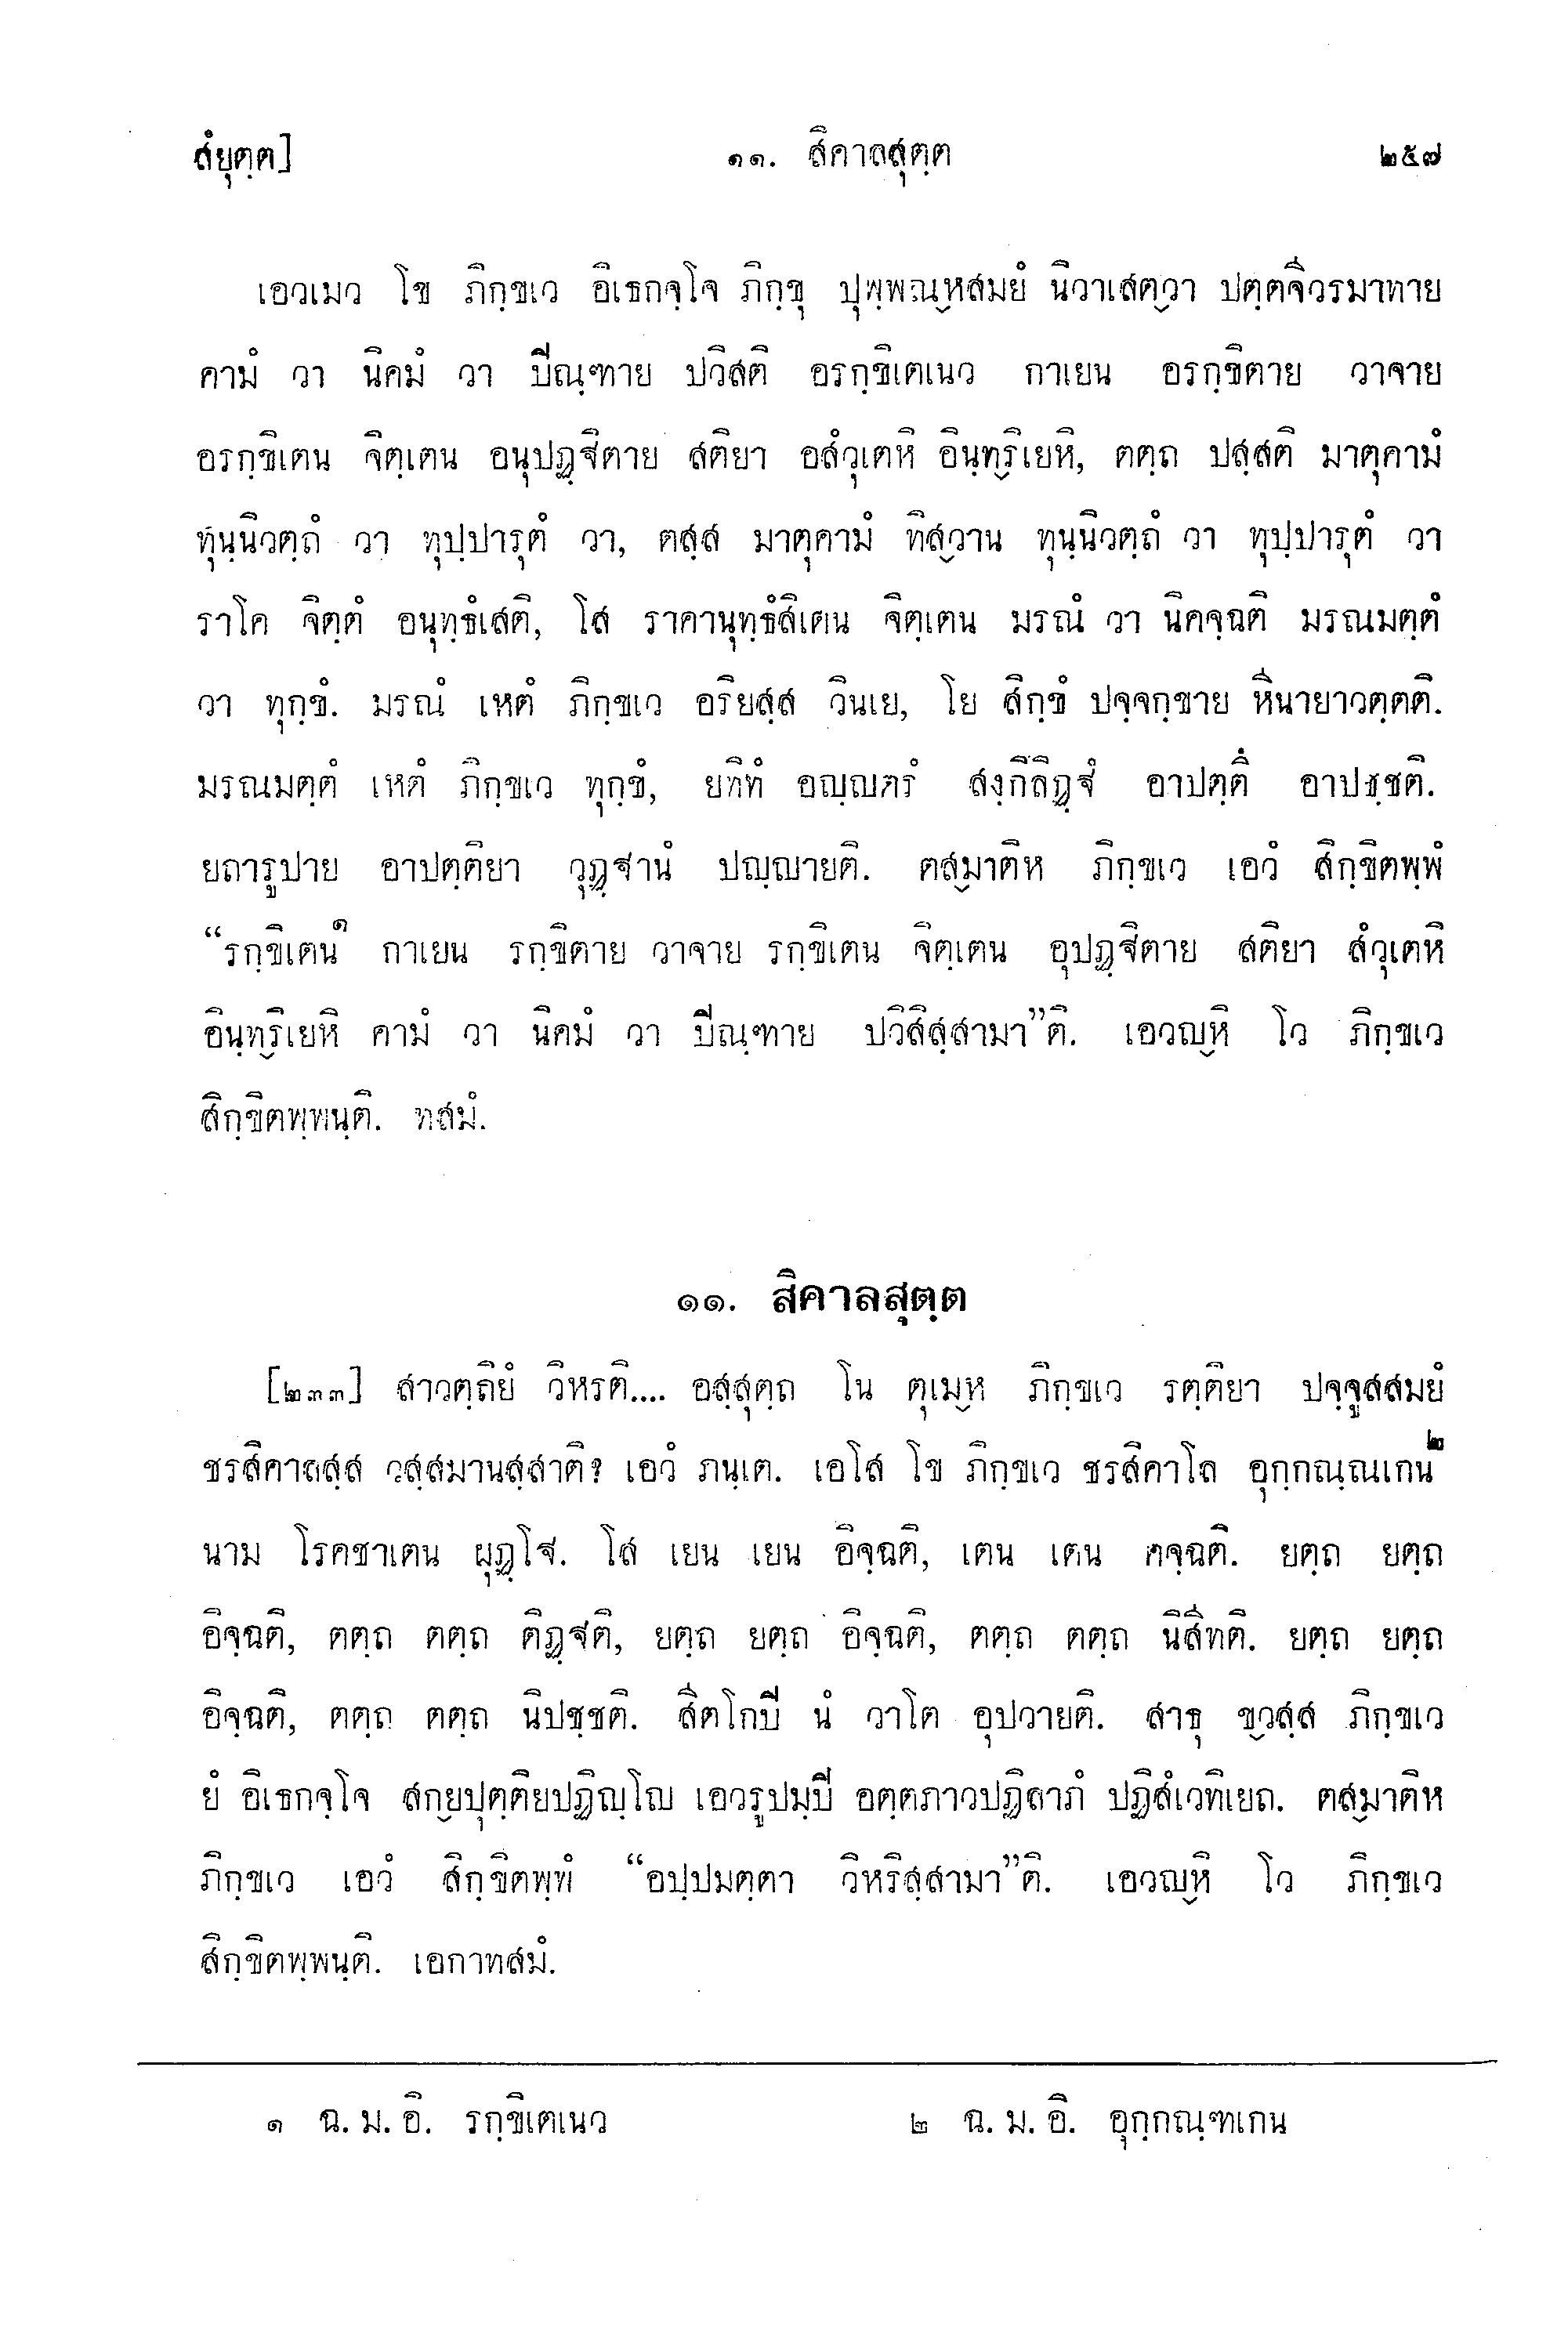 สํยุตฺต]	๑๑. สิคาลสุตฺต	๒๕๗
เอวเมว โข ภิกฺขเว อิเธกจฺโจ ภิกฺขุ ปุพฺพณฺหสมยํ นิวาเสตฺวา ปตฺตจีวรมาทาย
คามํ วา นิคมํ วา ปิณฺฑาย ปวิสติ อรกฺขิเตเนว กาเยน อรกฺขิตาย วาจาย
อรกฺขิเตน จิตฺเตน อนุปฏฺฐิตาย สติยา อสํวุเตหิ อินฺทฺริเยหิ, ตตฺถ ปสฺสติ มาตุคามํ
ทุนฺนิวตฺถํ วา ทุปฺปารุตํ วา, ตสฺส มาตุคามํ ทิสฺวาน ทุนฺนิวตฺถํ วา ทุปฺปารุตํ วา
ราโค จิตฺตํ อนุทฺธํเสติ, โส ราคานุทฺธํสิเตน จิตฺเตน มรณํ วา นิคจฺฉติ มรณมตฺตํ
วา ทุกฺขํ. มรณํ เหตํ ภิกฺขเว อริยสฺส วินเย, โย สิกฺขํ ปจฺจกฺขาย หีนายาวตฺตติ.
มรณมตฺตํ เหตํ ภิกฺขเว ทุกฺขํ, ยทิทํ อญฺญตรํ สงฺกิลิฏฺฐํ อาปตฺตึ อาปชฺชติ.
ยถารูปาย อาปตฺติยา วุฏฺฐานํ ปญฺญายติ. ตสฺมาติห ภิกฺขเว เอวํ สิกฺขิตพฺพํ
“รกฺขิเตน๑ กาเยน รกฺขิตาย วาจาย รกฺขิเตน จิตฺเตน อุปฏฺฐิตาย สติยา สํวุเตหิ
อินฺทฺริเยหิ คามํ วา นิคมํ วา ปิณฺฑาย ปวิสิสฺสามา”ติ. เอวญฺหิ โว ภิกฺขเว
สิกฺขิตพฺพนฺติ. ทสมํ.
๑๑. สิคาลสุตฺต
[๒๓๓] สาวตฺถิยํ วิหรติ.... อสฺสุตฺถ โน ตุเมฺห ภิกฺขเว รตฺติยา ปจฺจูสสมยํ
ชรสิคาลสฺส วสฺสมานสฺสาติ? เอวํ ภนฺเต. เอโส โข ภิกฺขเว ชรสิคาโล อุกฺกณฺณเกน๒
นาม โรคชาเตน ผุฏฺโฐ. โส เยน เยน อิจฺฉติ, เตน เตน คจฺฉติ. ยตฺถ ยตฺถ
อิจฺฉติ, ตตฺถ ตตฺถ ติฏฺฐติ, ยตฺถ ยตฺถ อิจฺฉติ, ตตฺถ ตตฺถ นิสีทติ. ยตฺถ ยตฺถ
อิจฺฉติ, ตตฺถ ตตฺถ นิปชฺชติ. สีตโกปิ นํ วาโต อุปวายติ. สาธุ ขฺวสฺส ภิกฺขเว
ยํ อิเธกจฺโจ สกฺยปุตฺติยปฏิญฺโญ เอวรูปมฺปิ อตฺตภาวปฏิลาภํ ปฏิสํเวทิเยถ. ตสฺมาติห
ภิกฺขเว เอวํ สิกฺขิตพฺพํ “อปฺปมตฺตา วิหริสฺสามา”ติ. เอวญฺหิ โว ภิกฺขเว
สิกฺขิตพฺพนฺติ. เอกาทสมํ.
๑ ฉ. ม. อิ. รกฺขิเตเนว	๒ ฉ. ม. อิ. อุกฺกณฺฑเกน